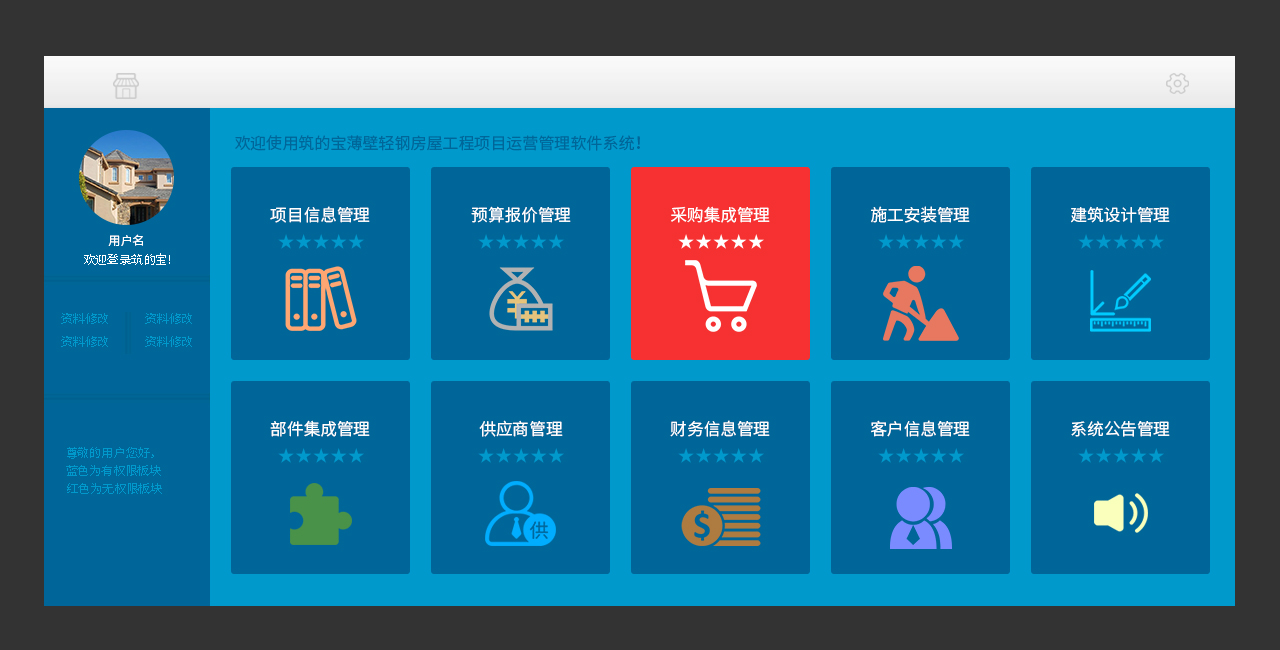 欢迎使用筑的宝薄壁轻钢房屋工程项目运营管理软件系统!
用户名
欢迎登录筑的宝!
资料修改 资料修改
资料修改 资料修改
尊敬的用户您好,
蓝色为有权限板块
红色为无权限板块
项目信息管理
预算报价管理
¥
采购集成管理
施工安装管理
建筑设计管理
部件集成管理
供应商管理
供
财务信息管理
$
客户信息管理
系统公告管理